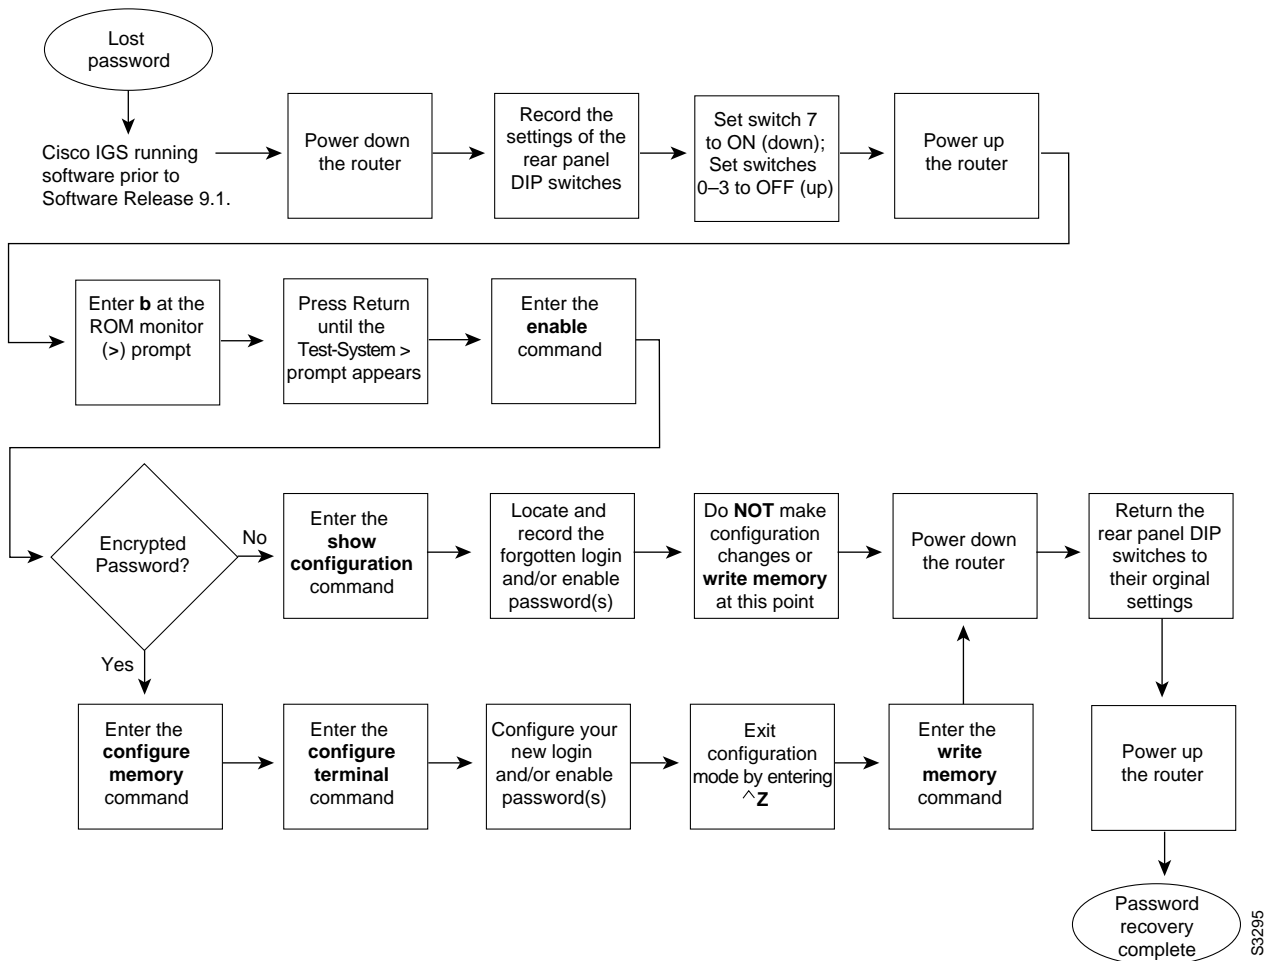 Lost
password
Cisco IGS running
software prior to
Software Release 9.1.
Power down
the router
Record the
settings of the
rear panel
DIP switches
Set switch 7
to ON (down);
Set switches
0–3 to OFF (up)
Power up
the router
Enter b at the
ROM monitor
(>) prompt
Press Return
until the
Test-System >
prompt appears
Enter the
enable
command
Encrypted
Password?
No
Yes
Enter the
show
configuration
command
Locate and
record the
forgotten login
and/or enable
password(s)
Do NOT make
configuration
changes or
write memory
at this point
Power down
the router
Return the
rear panel DIP
switches to
their orginal
settings
Enter the
configure
memory
command
Enter the
configure
terminal
command
Configure your
new login
and/or enable
password(s)
Exit
configuration
mode by entering
^Z
Enter the
write
memory
command
Power up
the router
Password
recovery
complete
S3295